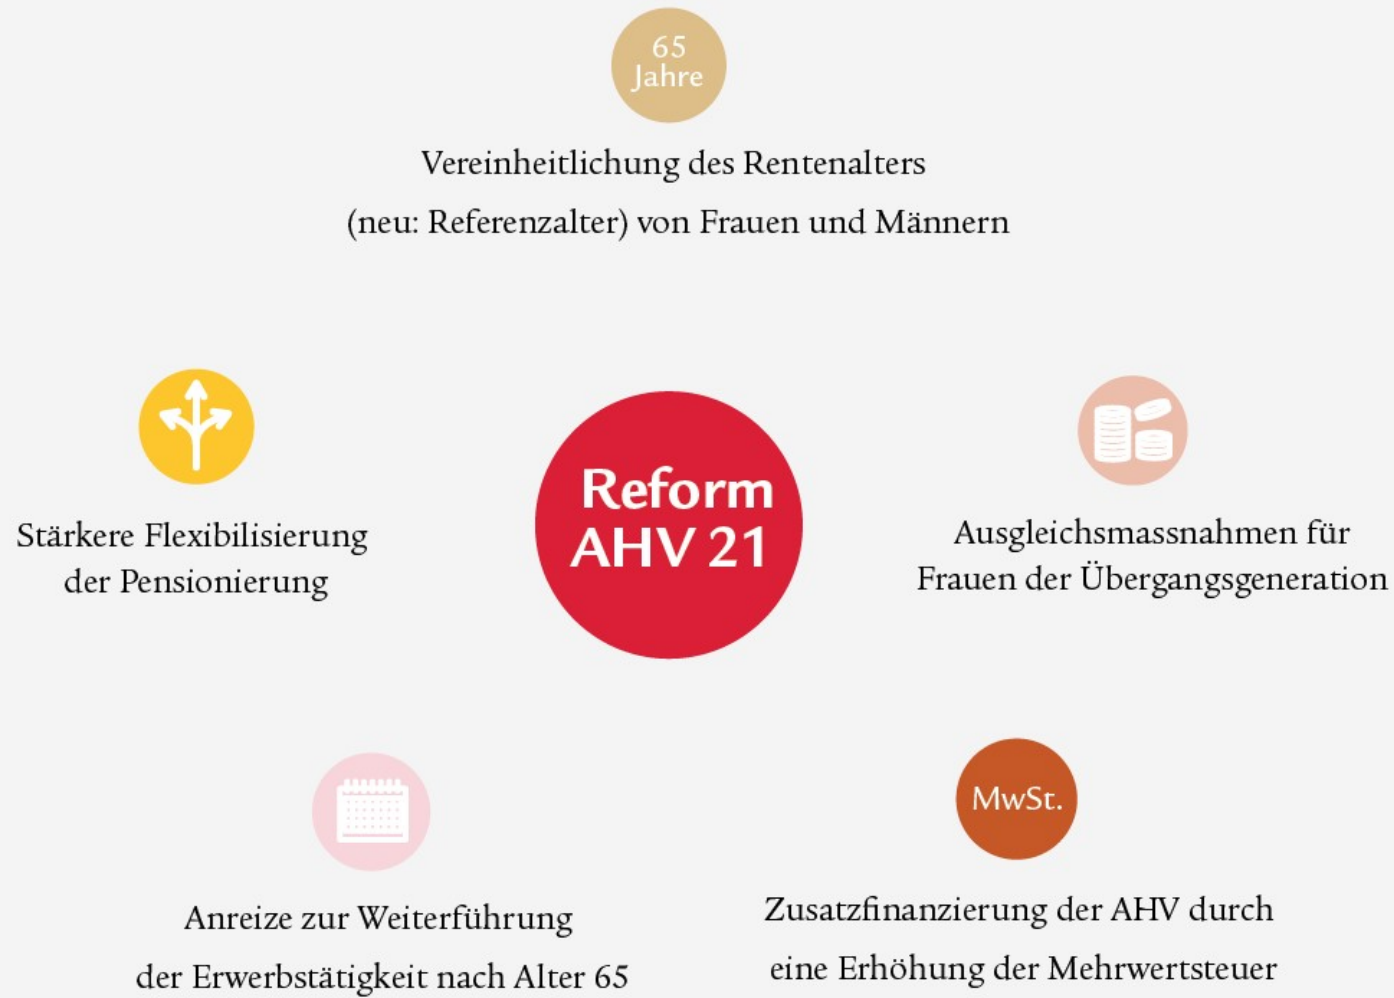 65
Jahre
Vereinheitlichung des Rentenalters
(neu: Referenzalter) von Frauen und Männern
Stärkere Flexibilisierung
der Pensionierung
Reform
AHV 21
Ausgleichsmassnahmen für
Frauen der Übergangsgeneration
Anreize zur Weiterführung
der Erwerbstätigkeit nach Alter 65
MwSt.
Zusatzfinanzierung der AHV durch
eine Erhöhung der Mehrwertsteuer